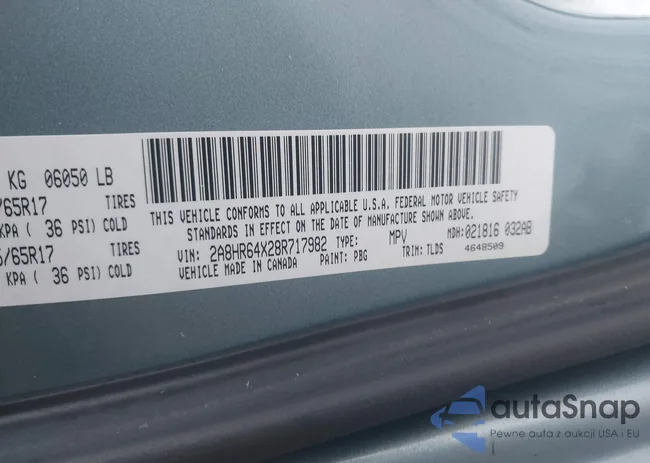 KG 06050 LB
/65R17 TIRES
KPA ( 36 PSI) COLD
/65R17 TIRES
KPA ( 36 PSI) COLD
THIS VEHICLE CONFORMS TO ALL APPLICABLE U.S.A. FEDERAL MOTOR VEHICLE SAFETY
STANDARDS IN EFFECT ON THE DATE OF MANUFACTURE SHOWN ABOVE.
VIN: 2A8HR64X28R717982 TYPE: MPV MDH:021816 032AB
VEHICLE MADE IN CANADA PAINT: PBG TRIM: TLDS 4648509
autaSnap
Pewne auta z aukcji USA i EU